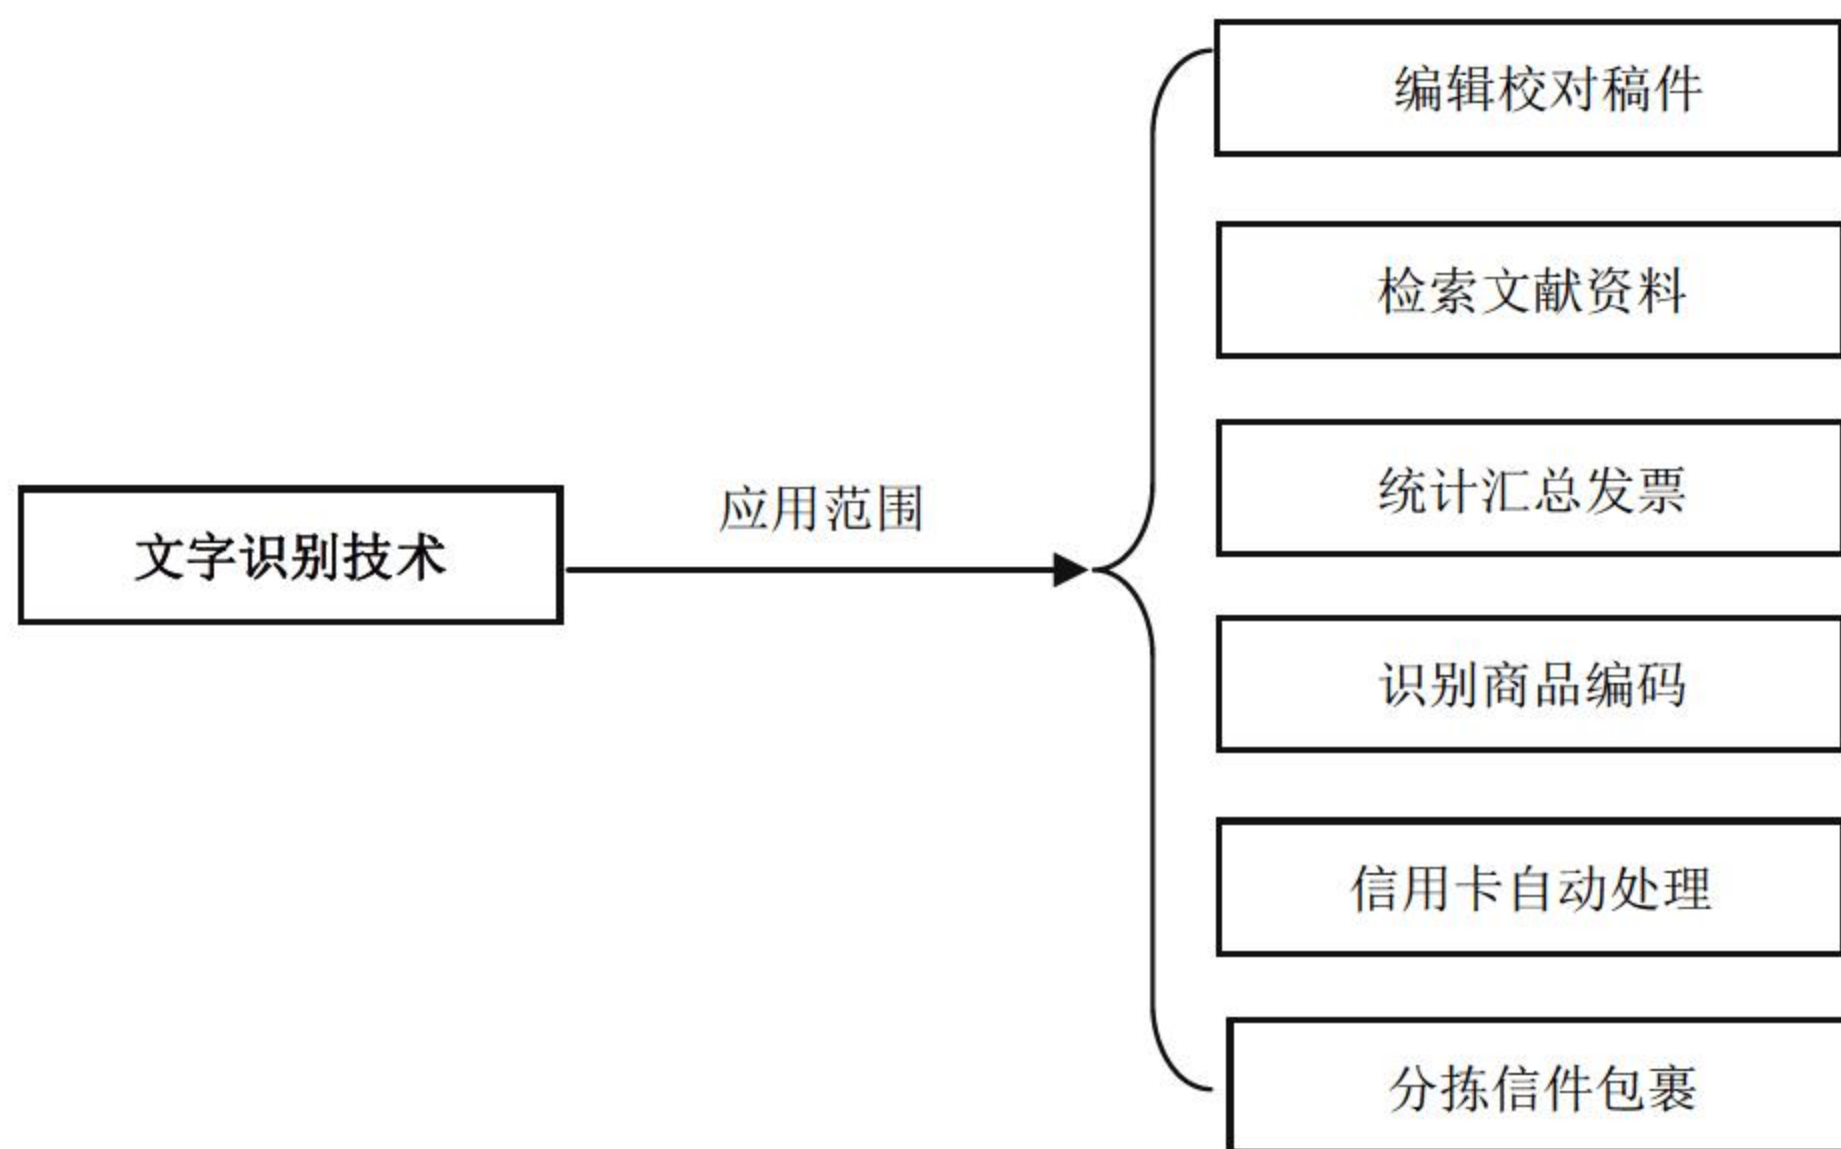 文字识别技术
应用范围
编辑校对稿件
检索文献资料
统计汇总发票
识别商品编码
信用卡自动处理
分拣信件包裹